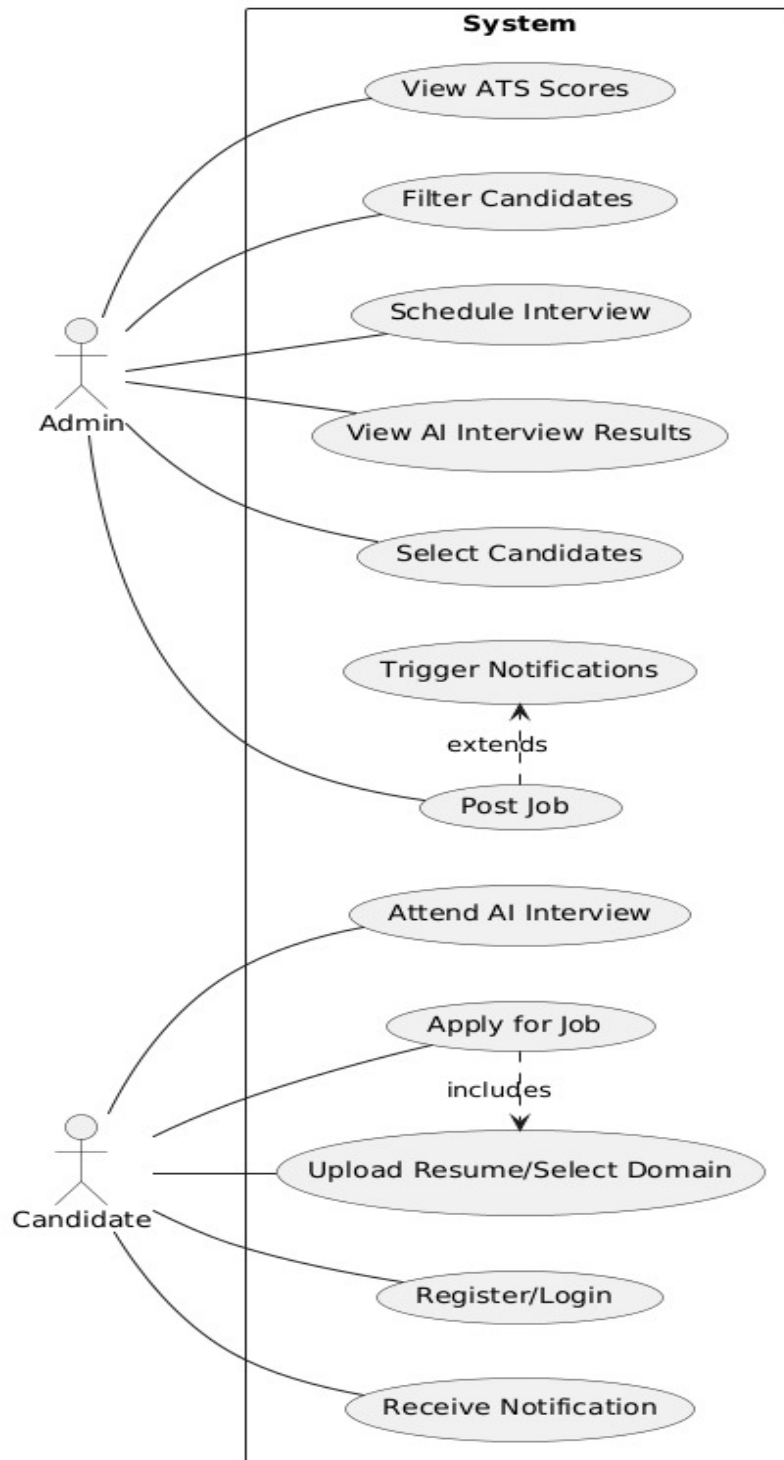 System
View ATS Scores
Filter Candidates
Schedule Interview
Admin
View AI Interview Results
Select Candidates
Trigger Notifications
extends
Post Job
Attend AI Interview
Apply for Job
includes
Upload Resume/Select Domain
Candidate
Register/Login
Receive Notification